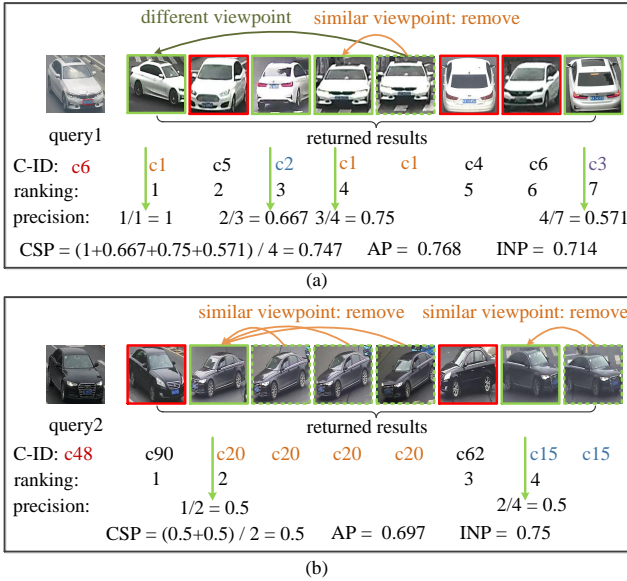 different viewpoint
similar viewpoint: remove
query1
returned results
C-ID: c6 c1 c5 c2 c1 c1 c4 c6 c3
ranking: 1 2 3 4 5 6 7
precision: 1/1 = 1 2/3 = 0.667 3/4 = 0.75 4/7 = 0.571
CSP = (1+0.667+0.75+0.571) / 4 = 0.747 AP = 0.768 INP = 0.714
(a)
similar viewpoint: remove similar viewpoint: remove
query2
returned results
C-ID: c48 c90 c20 c20 c20 c20 c62 c15 c15
ranking: 1 2 3 4
precision: 1/2 = 0.5 2/4 = 0.5
CSP = (0.5+0.5) / 2 = 0.5 AP = 0.697 INP = 0.75
(b)